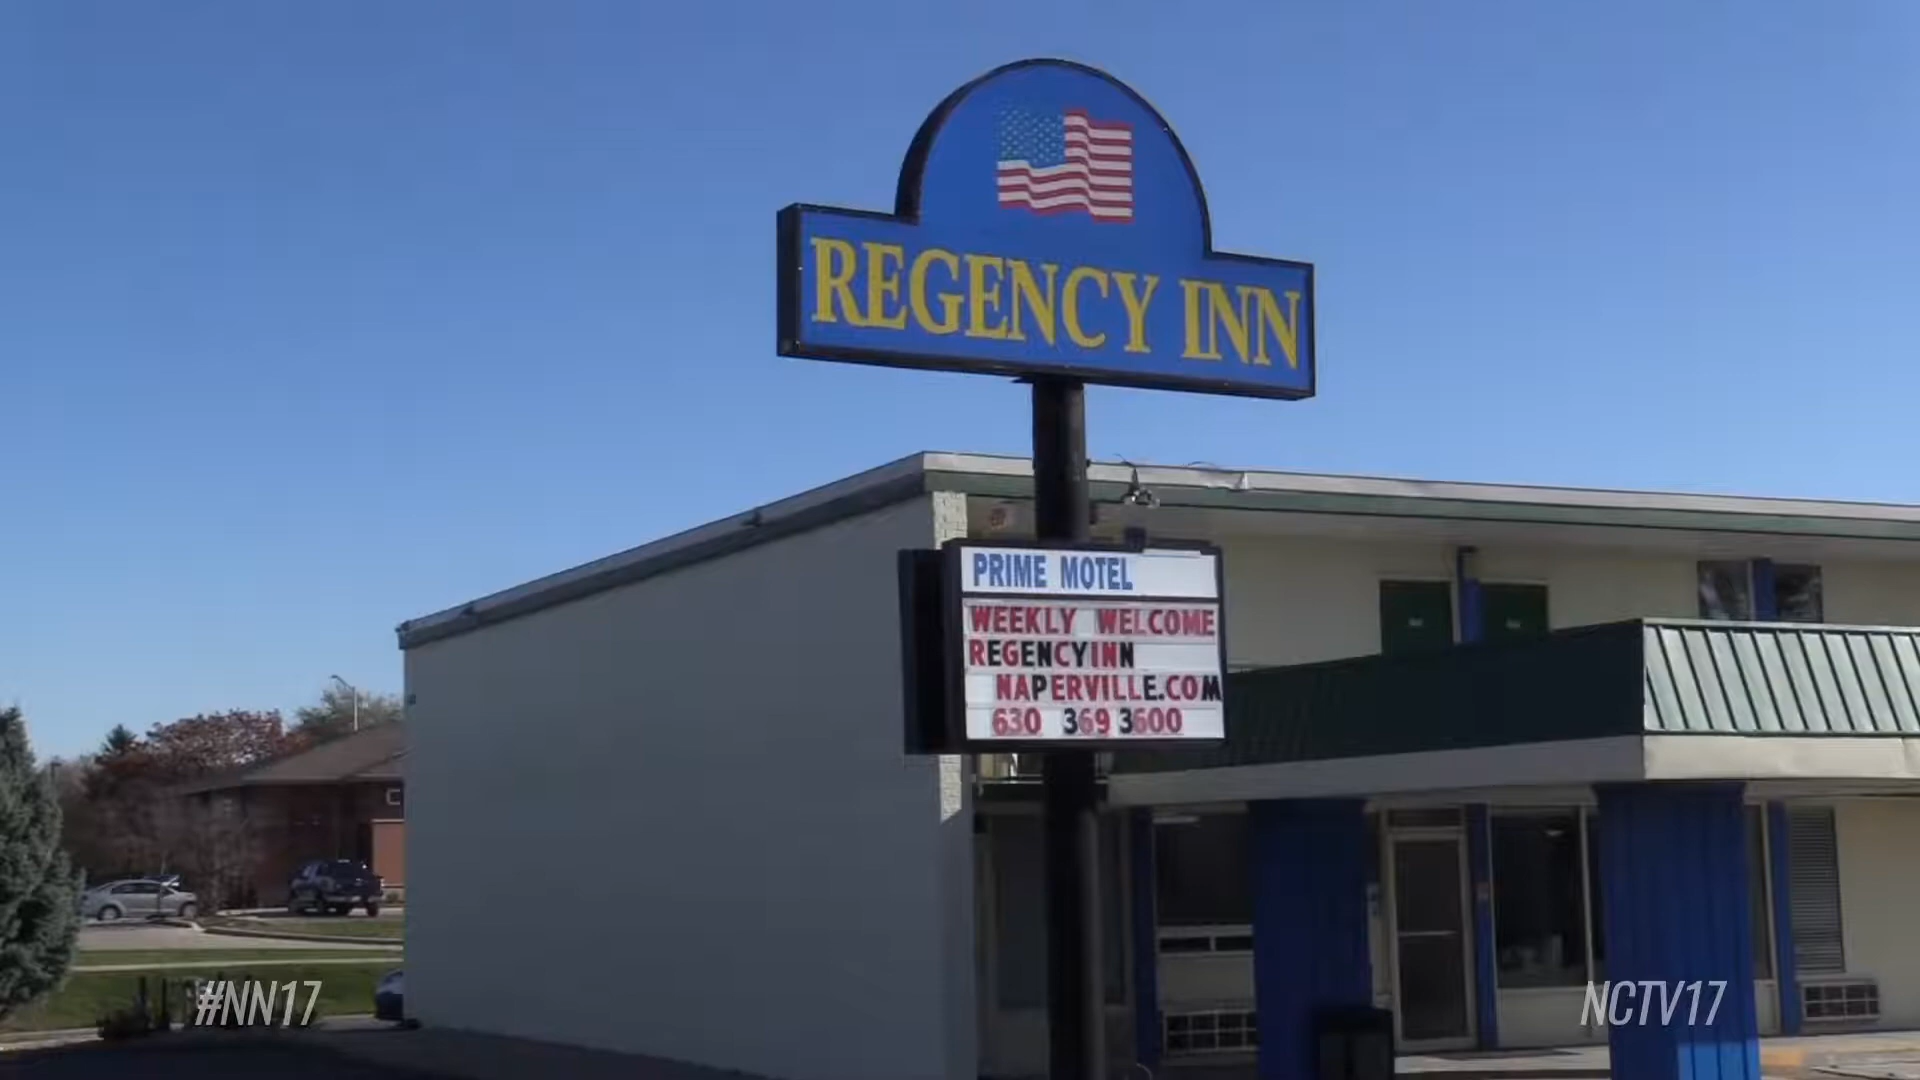 REGENCY INN
PRIME MOTEL
WEEKLY WELCOME
REGENCYINN
NAPERVILLE.COM
630 369 3600
C
#NN17
NCTV17